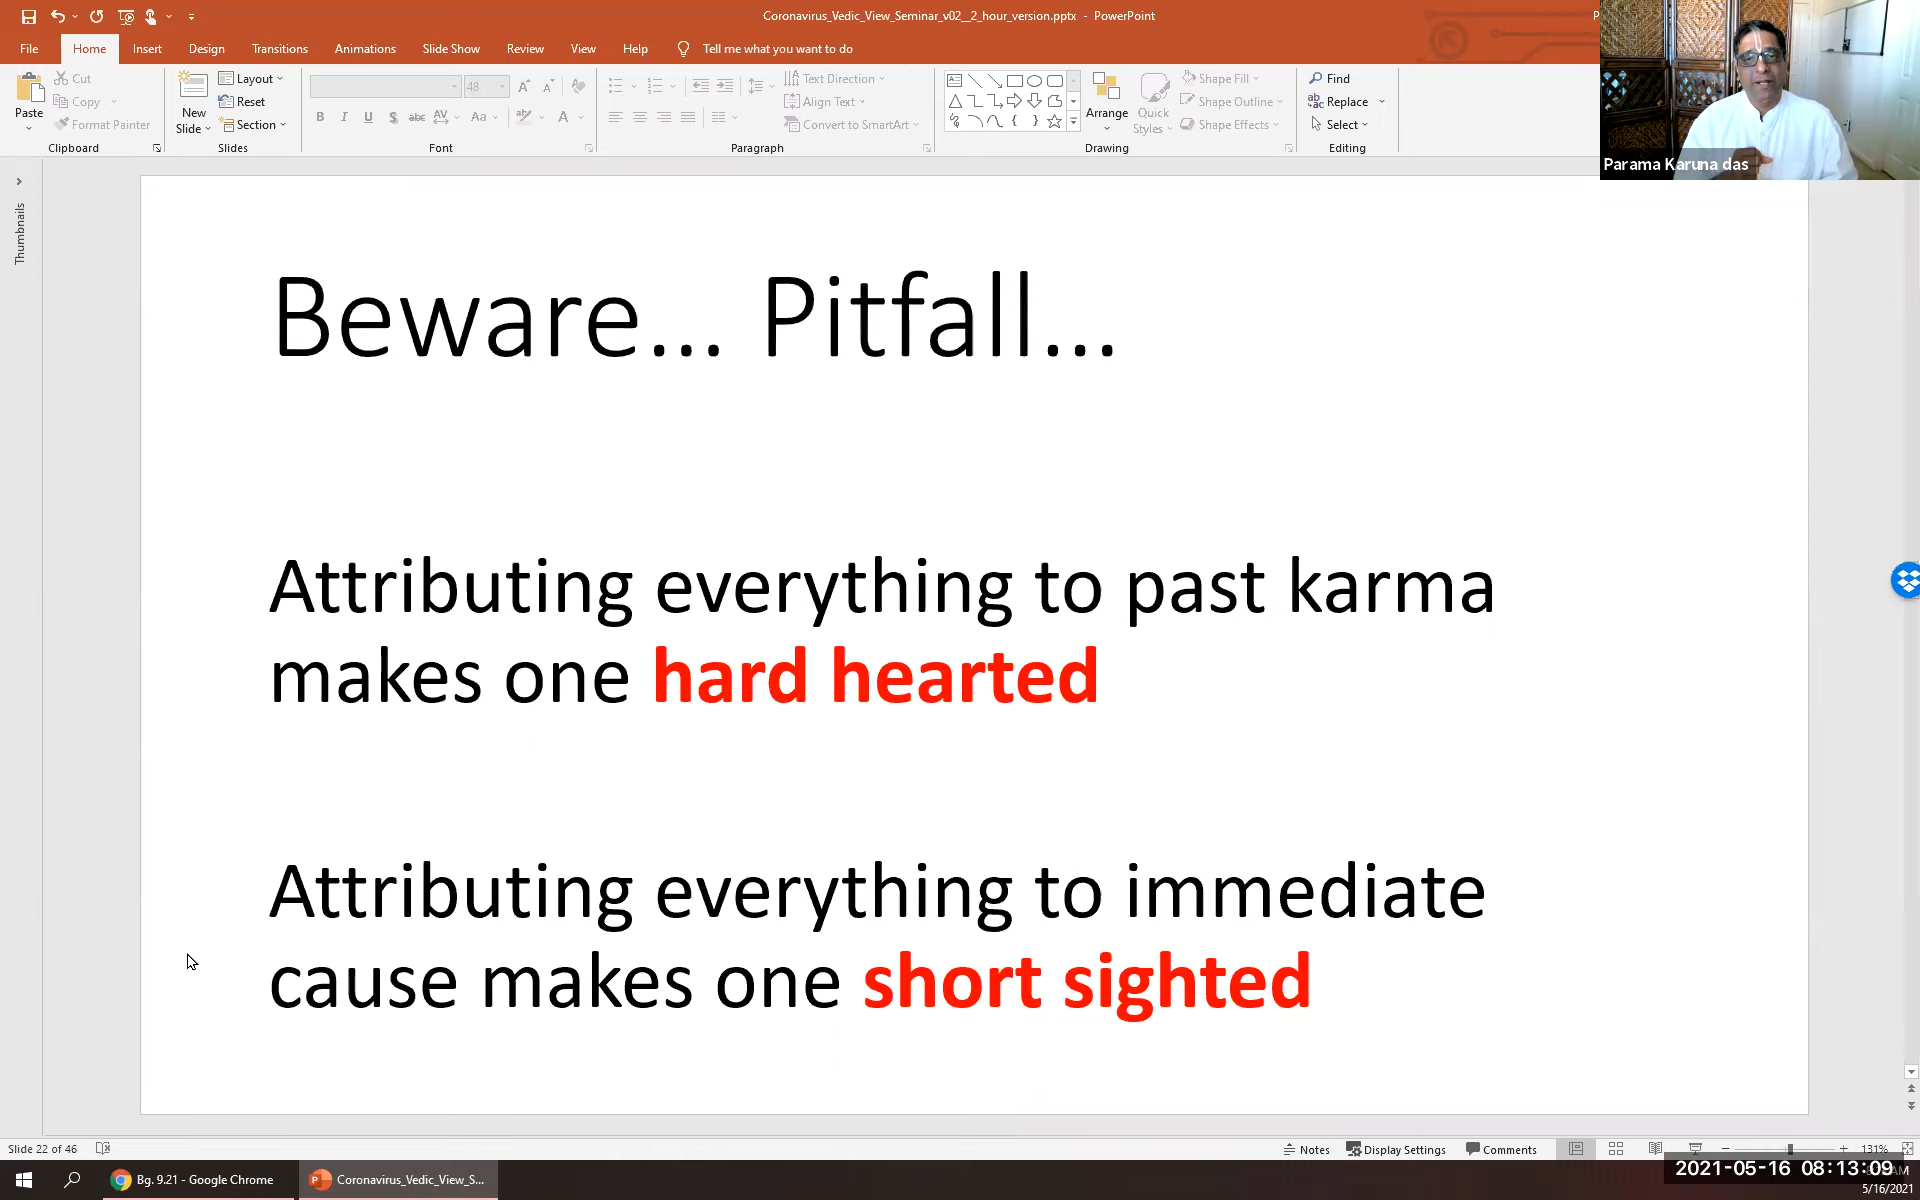 Coronavirus_Vedic_View_Seminar_v02__2_hour_version.pptx - PowerPoint
File Home Insert Design Transitions Animations Slide Show Review View Help Tell me what you want to do
Paste
Cut
Copy
Format Painter
Clipboard
New Slide
Layout
Reset
Section
Slides
48
B I U S abc AV Aa A
Font
Text Direction
Align Text
Convert to SmartArt
Paragraph
Arrange
Quick Styles
Shape Fill
Shape Outline
Shape Effects
Drawing
Find
Replace
Select
Editing
Parama Karuna das
Thumbnails
Beware... Pitfall...
Attributing everything to past karma
makes one hard hearted
Attributing everything to immediate
cause makes one short sighted
Slide 22 of 46
Notes Display Settings Comments 131%
Bg. 9.21 - Google Chrome
Coronavirus_Vedic_View_S...
2021-05-16 08:13:09
5/16/2021